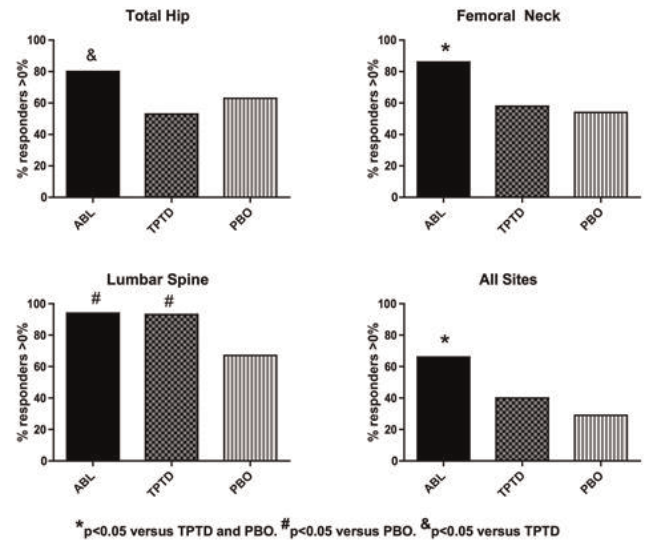 Total Hip
% responders >0%
100
80
60
40
20
0
&
ABL
TPTD
PBO
Femoral Neck
% responders >0%
100
80
60
40
20
0
*
ABL
TPTD
PBO
Lumbar Spine
% responders >0%
100
80
60
40
20
0
# #
ABL
TPTD
PBO
All Sites
% responders >0%
100
80
60
40
20
0
*
ABL
TPTD
PBO
*p<0.05 versus TPTD and PBO. #p<0.05 versus PBO. &p<0.05 versus TPTD